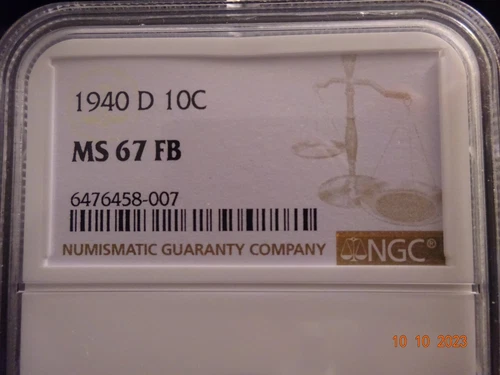 1940 D 10C
MS 67 FB
6476458-007
NUMISMATIC GUARANTY COMPANY
NGC®
10 10 2023